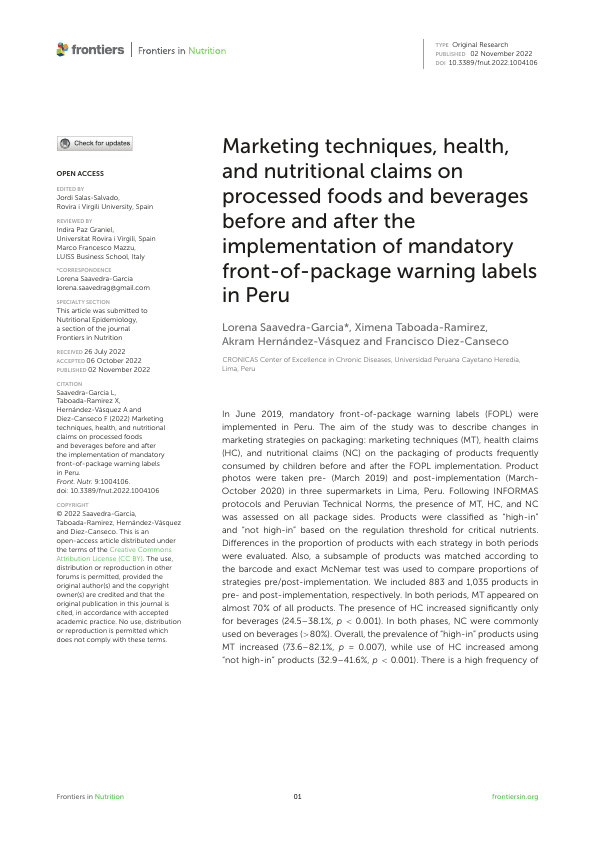 frontiers | Frontiers in Nutrition
TYPE Original Research
PUBLISHED 02 November 2022
DOI 10.3389/fnut.2022.1004106
Check for updates
OPEN ACCESS
EDITED BY
Jordi Salas-Salvado,
Rovira i Virgili University, Spain
REVIEWED BY
Indira Paz Graniel,
Universitat Rovira i Virgili, Spain
Marco Francesco Mazzu,
LUISS Business School, Italy
*CORRESPONDENCE
Lorena Saavedra-Garcia
lorena.saavedrag@gmail.com
SPECIALTY SECTION
This article was submitted to
Nutritional Epidemiology,
a section of the journal
Frontiers in Nutrition
RECEIVED 26 July 2022
ACCEPTED 06 October 2022
PUBLISHED 02 November 2022
CITATION
Saavedra-Garcia L,
Taboada-Ramirez X,
Hernández-Vásquez A and
Diez-Canseco F (2022) Marketing
techniques, health, and nutritional
claims on processed foods
and beverages before and after
the implementation of mandatory
front-of-package warning labels
in Peru.
Front. Nutr. 9:1004106.
doi: 10.3389/fnut.2022.1004106
COPYRIGHT
© 2022 Saavedra-Garcia,
Taboada-Ramirez, Hernández-Vásquez
and Diez-Canseco. This is an
open-access article distributed under
the terms of the Creative Commons
Attribution License (CC BY). The use,
distribution or reproduction in other
forums is permitted, provided the
original author(s) and the copyright
owner(s) are credited and that the
original publication in this journal is
cited, in accordance with accepted
academic practice. No use, distribution
or reproduction is permitted which
does not comply with these terms.
Marketing techniques, health,
and nutritional claims on
processed foods and beverages
before and after the
implementation of mandatory
front-of-package warning labels
in Peru
Lorena Saavedra-Garcia*, Ximena Taboada-Ramirez,
Akram Hernández-Vásquez and Francisco Diez-Canseco
CRONICAS Center of Excellence in Chronic Diseases, Universidad Peruana Cayetano Heredia,
Lima, Peru
In June 2019, mandatory front-of-package warning labels (FOPL) were
implemented in Peru. The aim of the study was to describe changes in
marketing strategies on packaging: marketing techniques (MT), health claims
(HC), and nutritional claims (NC) on the packaging of products frequently
consumed by children before and after the FOPL implementation. Product
photos were taken pre- (March 2019) and post-implementation (March-
October 2020) in three supermarkets in Lima, Peru. Following INFORMAS
protocols and Peruvian Technical Norms, the presence of MT, HC, and NC
was assessed on all package sides. Products were classified as "high-in"
and "not high-in" based on the regulation threshold for critical nutrients.
Differences in the proportion of products with each strategy in both periods
were evaluated. Also, a subsample of products was matched according to
the barcode and exact McNemar test was used to compare proportions of
strategies pre/post-implementation. We included 883 and 1,035 products in
pre- and post-implementation, respectively. In both periods, MT appeared on
almost 70% of all products. The presence of HC increased significantly only
for beverages (24.5–38.1%, p < 0.001). In both phases, NC were commonly
used on beverages (>80%). Overall, the prevalence of "high-in" products using
MT increased (73.6–82.1%, p = 0.007), while use of HC increased among
"not high-in" products (32.9–41.6%, p < 0.001). There is a high frequency of
Frontiers in Nutrition
01
frontiersin.org